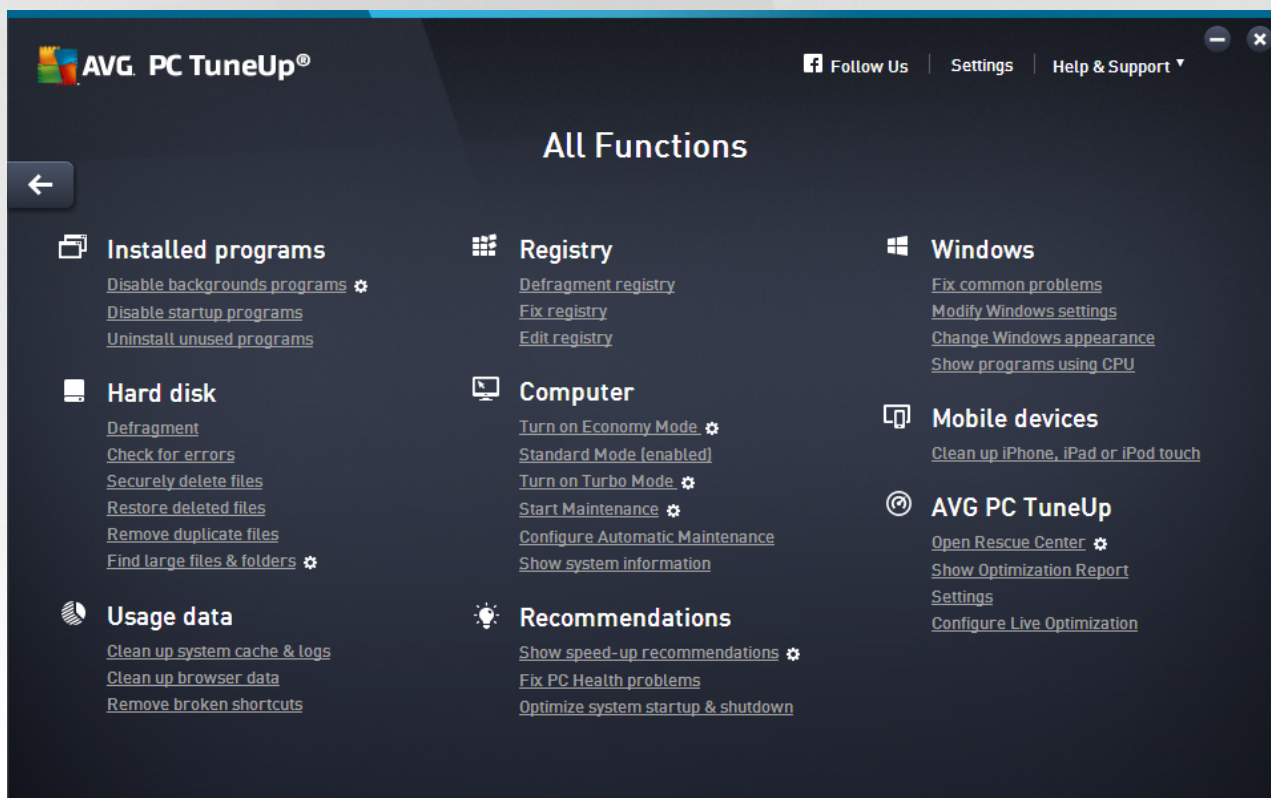 AVG. PC TuneUp®
Follow Us
Settings
Help & Support
All Functions
Installed programs
Disable backgrounds programs
Disable startup programs
Uninstall unused programs
Hard disk
Defragment
Check for errors
Securely delete files
Restore deleted files
Remove duplicate files
Find large files & folders
Usage data
Clean up system cache & logs
Clean up browser data
Remove broken shortcuts
Registry
Defragment registry
Fix registry
Edit registry
Computer
Turn on Economy Mode
Standard Mode (enabled)
Turn on Turbo Mode
Start Maintenance
Configure Automatic Maintenance
Show system information
Recommendations
Show speed-up recommendations
Fix PC Health problems
Optimize system startup & shutdown
Windows
Fix common problems
Modify Windows settings
Change Windows appearance
Show programs using CPU
Mobile devices
Clean up iPhone, iPad or iPod touch
AVG PC TuneUp
Open Rescue Center
Show Optimization Report
Settings
Configure Live Optimization